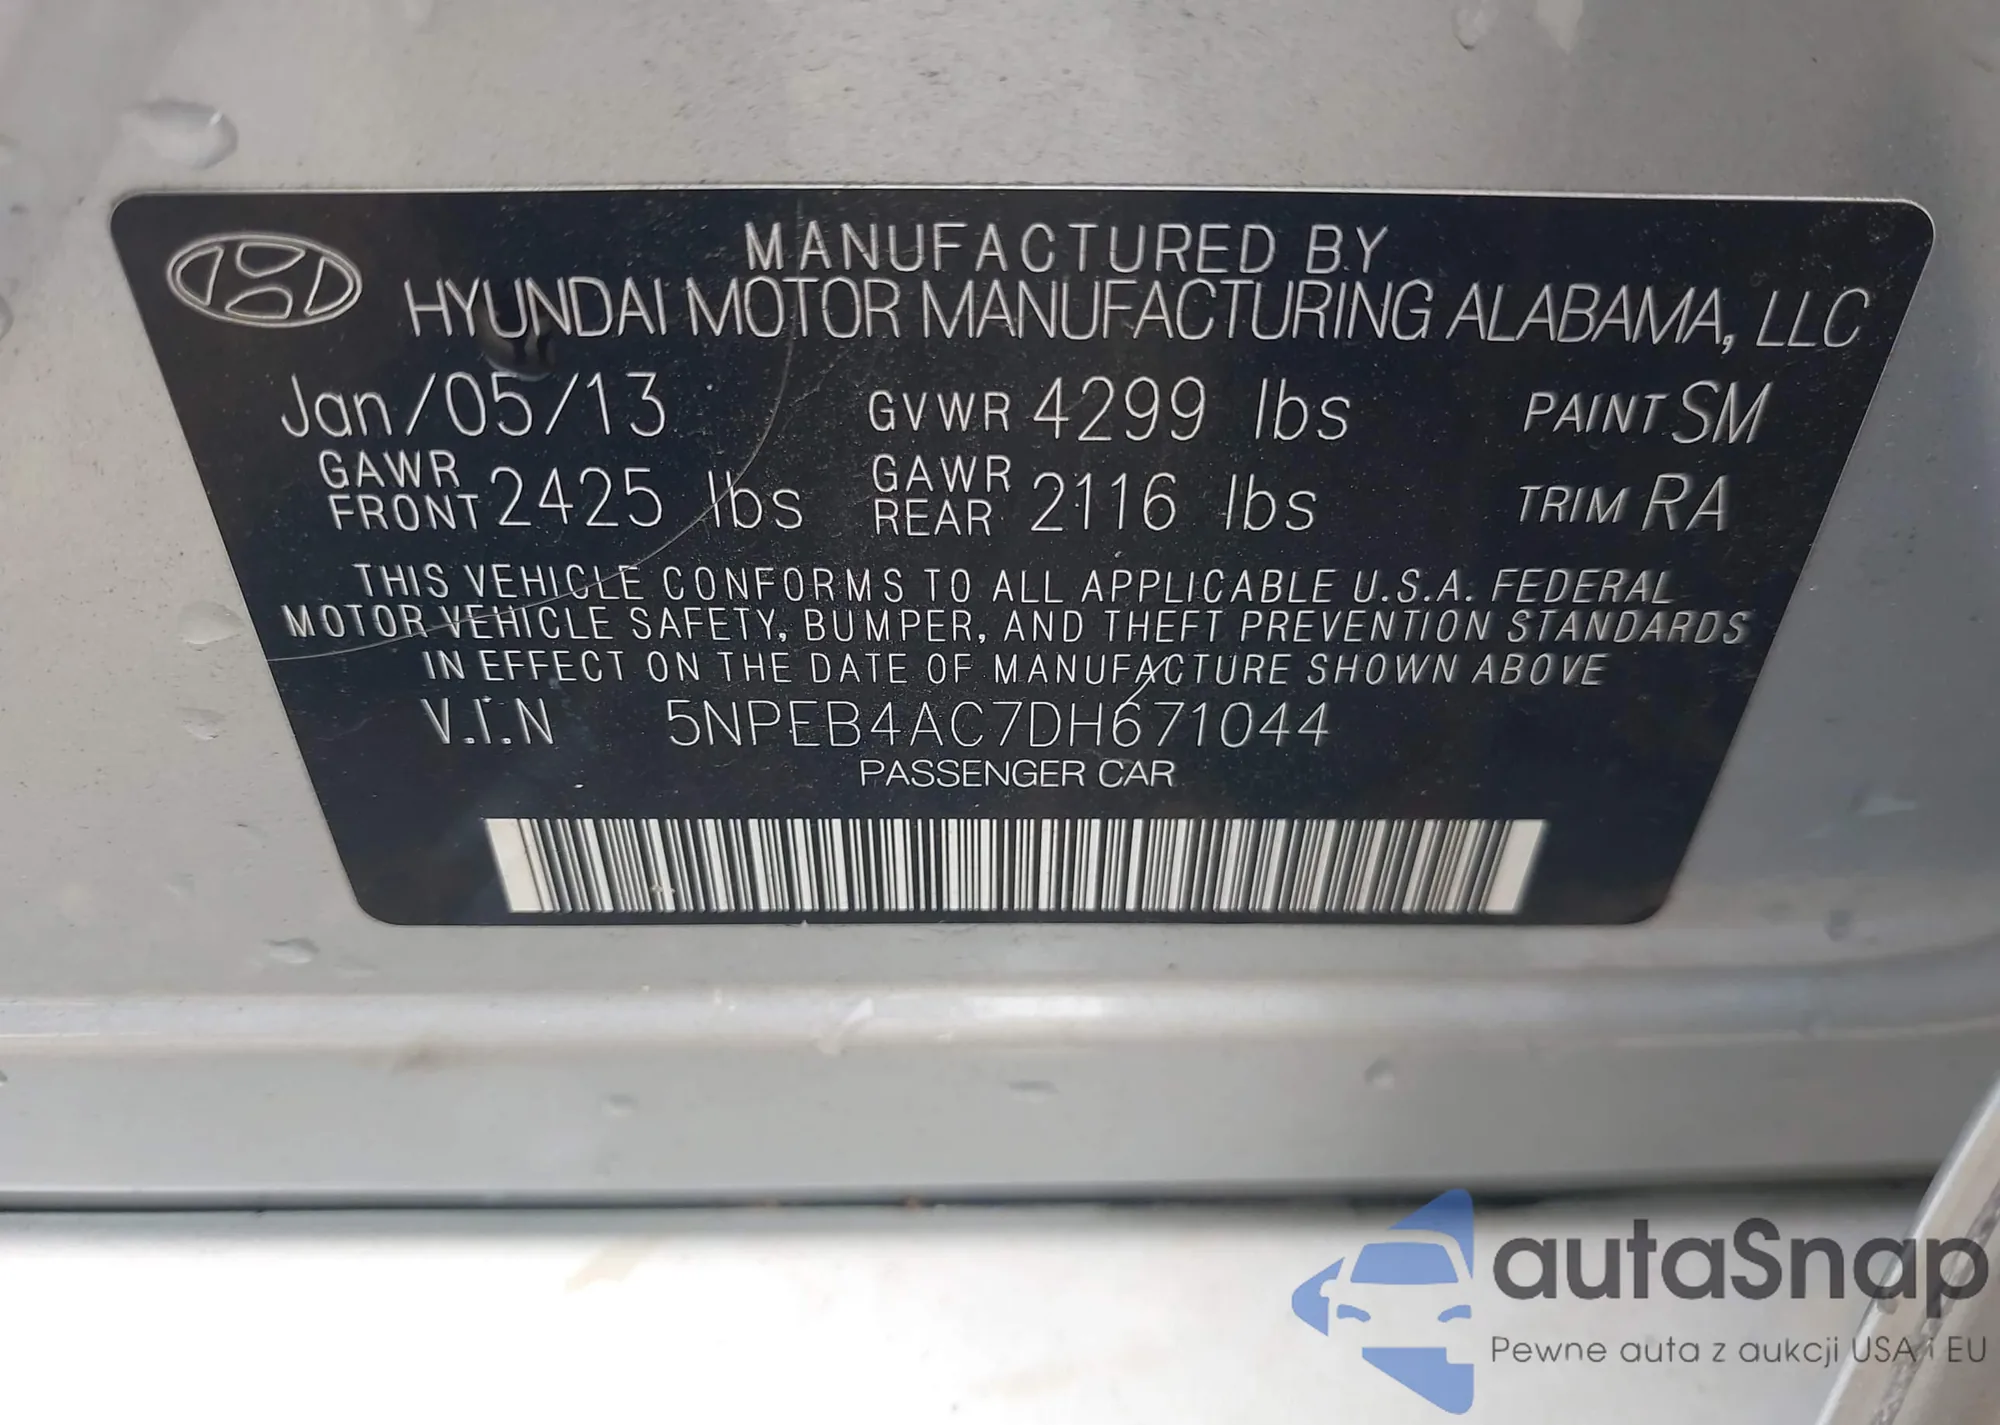 MANUFACTURED BY
HYUNDAI MOTOR MANUFACTURING ALABAMA, LLC
Jan/05/13 GVWR 4299 lbs PAINT SM
GAWR FRONT 2425 lbs GAWR REAR 2116 lbs TRIM RA
THIS VEHICLE CONFORMS TO ALL APPLICABLE U.S.A. FEDERAL
MOTOR VEHICLE SAFETY, BUMPER, AND THEFT PREVENTION STANDARDS
IN EFFECT ON THE DATE OF MANUFACTURE SHOWN ABOVE
V.I.N 5NPEB4AC7DH671044
PASSENGER CAR
autaSnap
Pewne auta z aukcji USA i EU